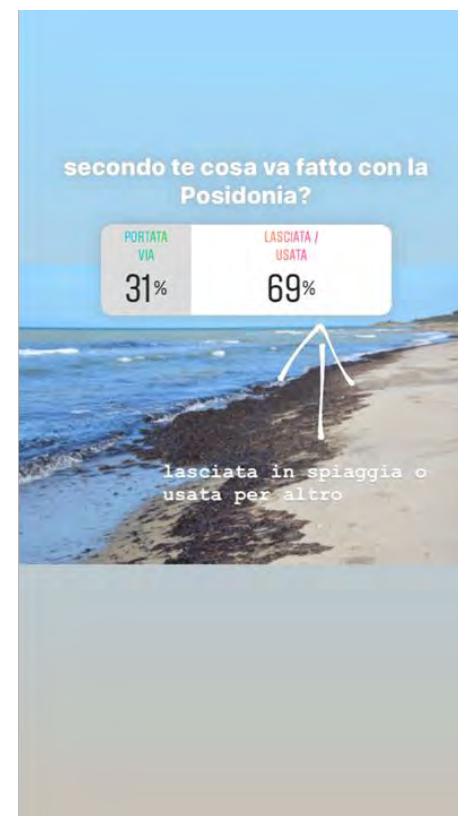 secondo te cosa va fatto con la
Posidonia?
PORTATA
VIA
31%
LASCIATA /
USATA
69%
lasciata in spiaggia o
usata per altro